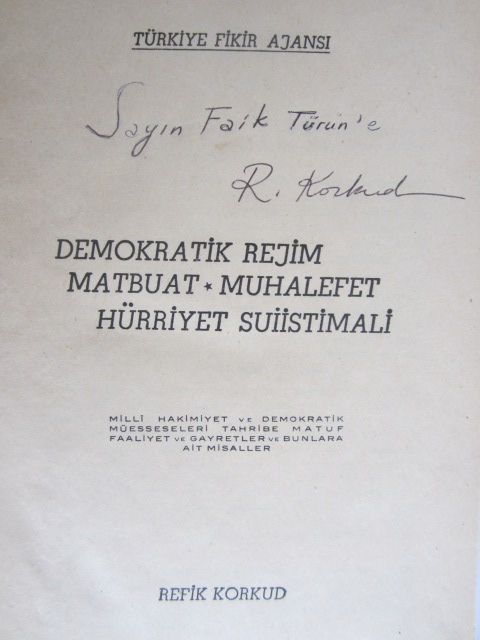 TÜRKİYE FİKİR AJANSI
Sayın Faik Türün'e
R. Korkud
DEMOKRATİK REJİM
MATBUAT ★ MUHALEFET
HÜRRİYET SUİİSTİMALİ
MİLLÎ HAKİMİYET VE DEMOKRATİK
MÜESSESELERİ TAHRİBE MATUF
FAALİYET VE GAYRETLER VE BUNLARA
AİT MİSALLER
REFİK KORKUD